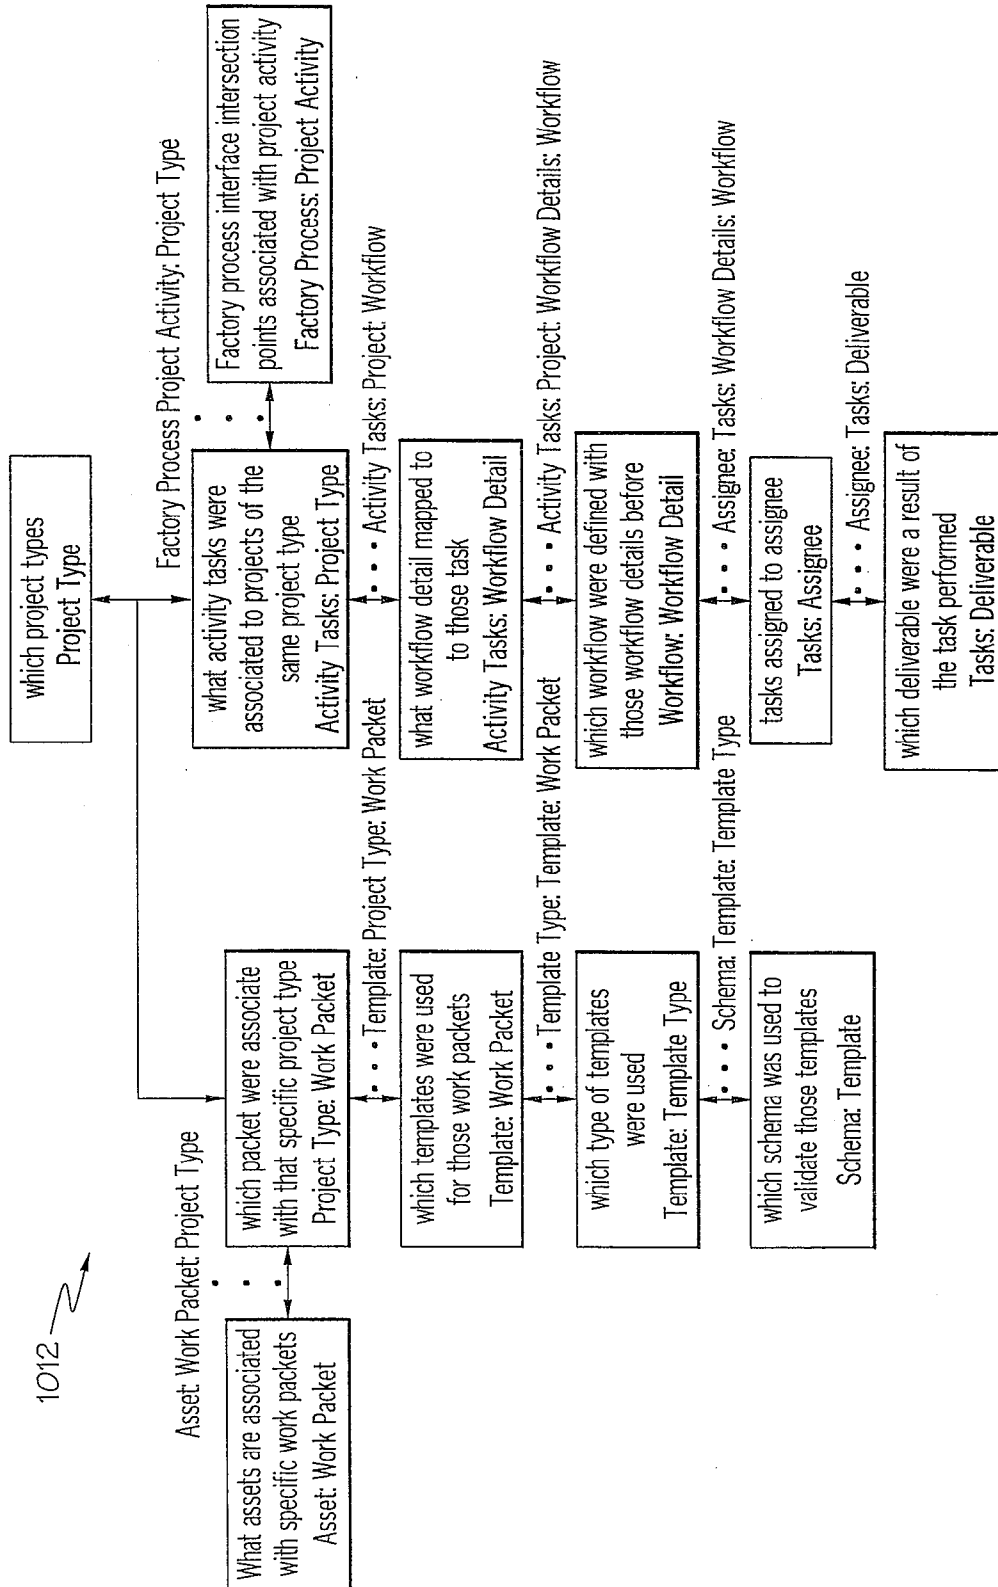 1012
which project types
Project Type
Asset Work Packet: Project Type
Factory Process Project Activity: Project Type
What assets are associated
with specific work packets
Asset: Work Packet
which packet were associate
with that specific project type
Project Type: Work Packet
what activity tasks were
associated to projects of the
same project type
Activity Tasks: Project Type
Factory process interface intersection
points associated with project activity
Factory Process: Project Activity
Template: Project Type: Work Packet
Activity Tasks: Project: Workflow
which templates were used
for those work packets
Template: Work Packet
what workflow detail mapped to
to those task
Activity Tasks: Workflow Detail
Template Type: Template: Work Packet
Activity Tasks: Project: Workflow Details: Workflow
which type of templates
were used
Template: Template Type
which workflow were defined with
those workflow details before
Workflow: Workflow Detail
Schema: Template: Template Type
Assignee: Tasks: Workflow Details: Workflow
which schema was used to
validate those templates
Schema: Template
tasks assigned to assignee
Tasks: Assignee
Assignee: Tasks: Deliverable
which deliverable were a result of
the task performed
Tasks: Deliverable